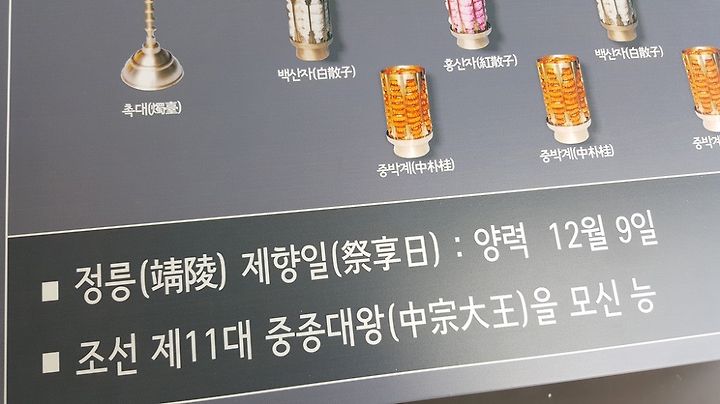 백산자(白散子)
홍산자(紅散子)
백산자(白散子)
촉대(燭臺)
중박계(中朴桂)
중박계(中朴桂)
중박계(
■ 정릉(靖陵) 제향일(祭享日) : 양력 12월 9일
■ 조선 제11대 중종대왕(中宗大王)을 모신 능